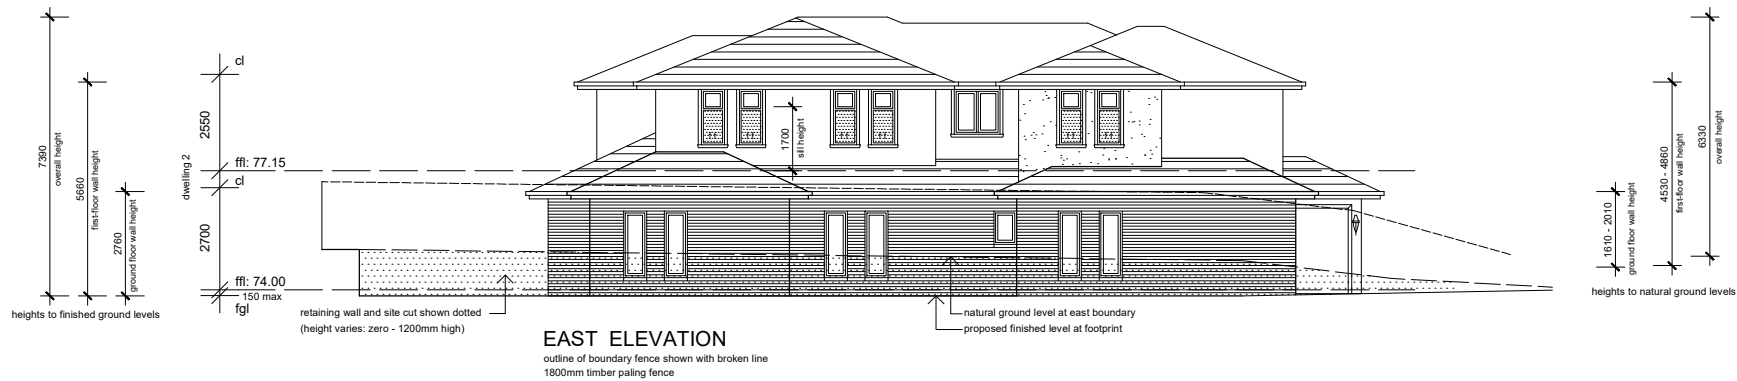 7390
overall height
5660
first-floor wall height
2760
ground floor wall height
heights to finished ground levels
dwelling 2
cl
2550
ffl: 77.15
cl
2700
ffl: 74.00
150 max
fgl
1700
sill height
retaining wall and site cut shown dotted
(height varies: zero - 1200mm high)
natural ground level at east boundary
proposed finished level at footprint
EAST ELEVATION
outline of boundary fence shown with broken line
1800mm timber paling fence
1610 - 2010
ground floor wall height
4530 - 4860
first-floor wall height
6330
overall height
heights to natural ground levels